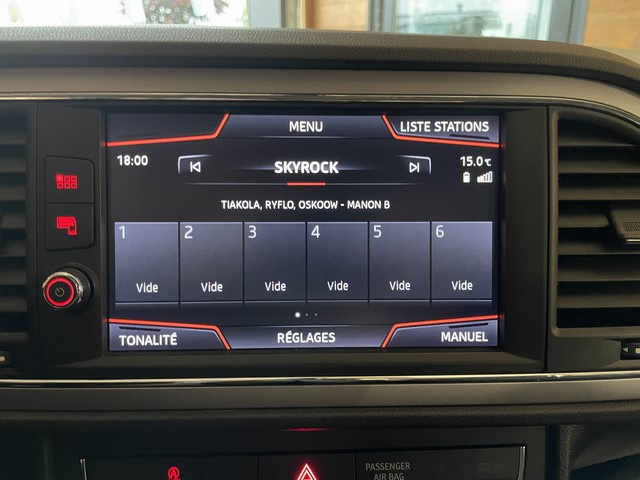 MENU
LISTE STATIONS
18:00
SKYROCK
15.0°C
TIAKOLA, RYFLO, OSKOOW - MANON B
1 2 3 4 5 6
Vide Vide Vide Vide Vide Vide
TONALITÉ
RÉGLAGES
MANUEL
PASSENGER
AIR BAG